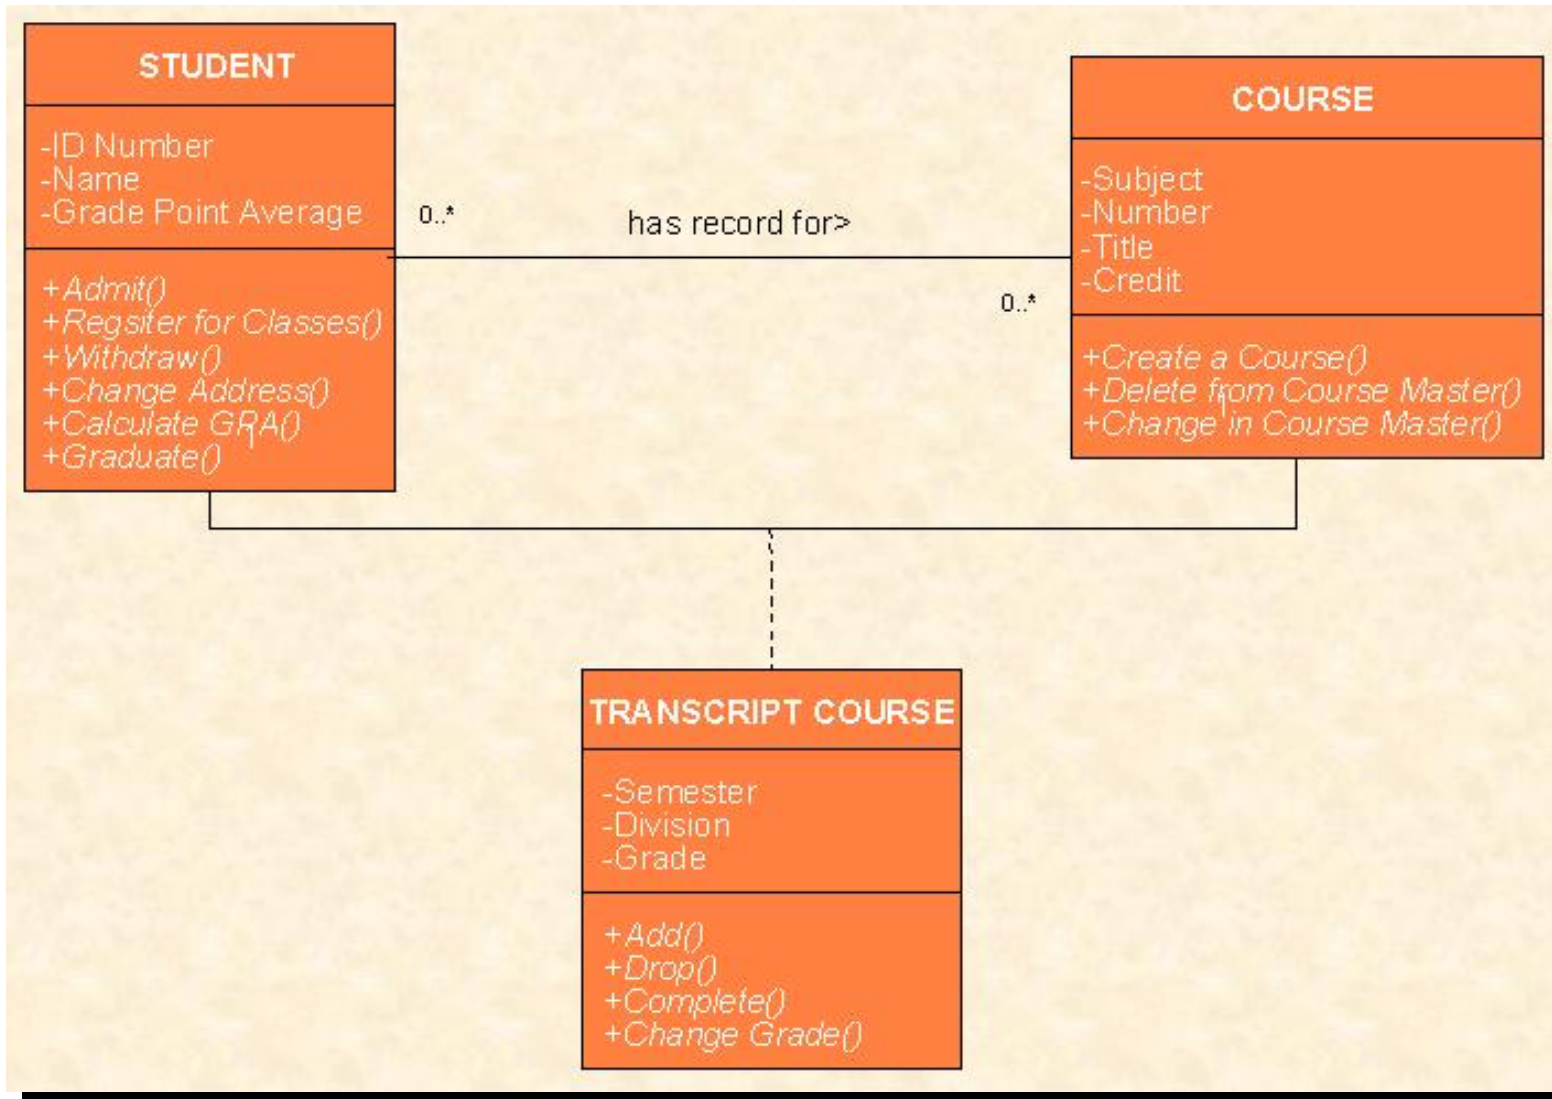 STUDENT
-ID Number
-Name
-Grade Point Average
+Admit()
+Regsiter for Classes()
+Withdraw()
+Change Address()
+Calculate GRA()
+Graduate()
0..*
has record for>
0..*
COURSE
-Subject
-Number
-Title
-Credit
+Create a Course()
+Delete from Course Master()
+Change in Course Master()
TRANSCRIPT COURSE
-Semester
-Division
-Grade
+Add()
+Drop()
+Complete()
+Change Grade()